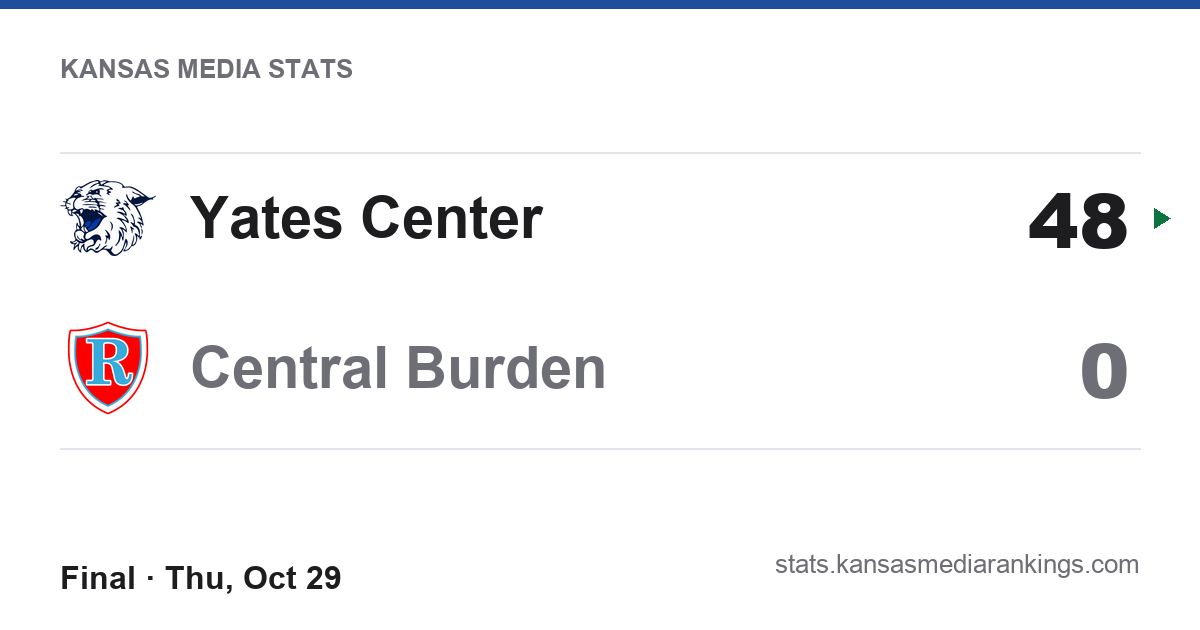 KANSAS MEDIA STATS
Yates Center 48
R Central Burden 0
Final · Thu, Oct 29
stats.kansasmediarankings.com